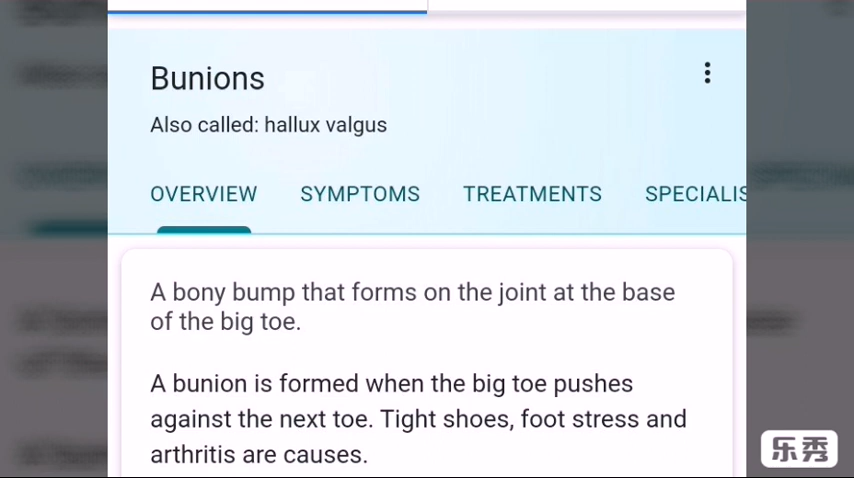 Bunions
Also called: hallux valgus
OVERVIEW SYMPTOMS TREATMENTS SPECIALIS
A bony bump that forms on the joint at the base
of the big toe.
A bunion is formed when the big toe pushes
against the next toe. Tight shoes, foot stress and
arthritis are causes.
乐秀